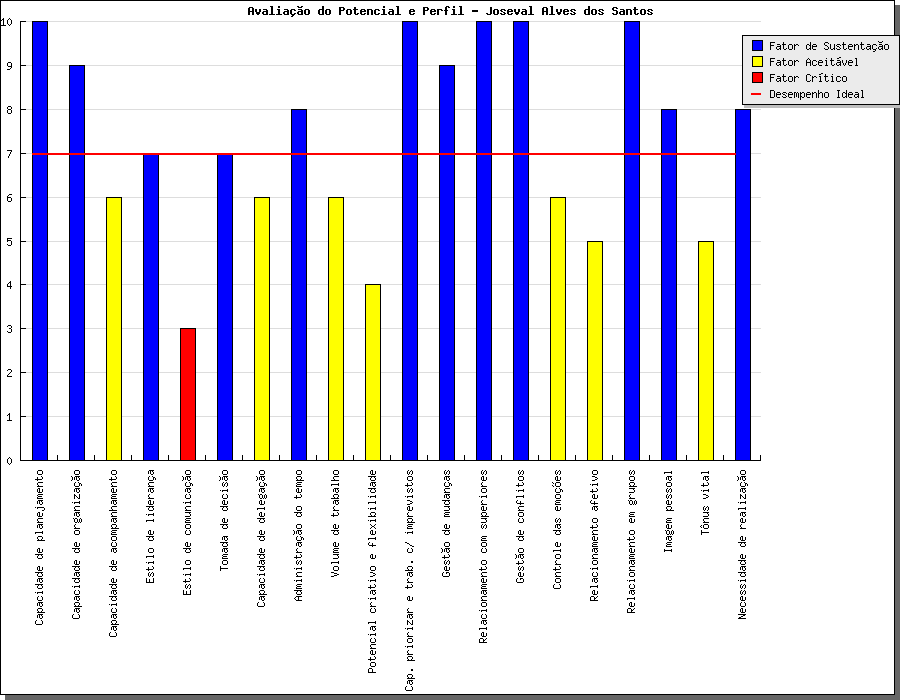 Avaliação do Potencial e Perfil - Joseval Alves dos Santos
10
9
8
7
6
5
4
3
2
1
0
Fator de Sustentação
Fator Aceitável
Fator Crítico
Desempenho Ideal
Capacidade de planejamento
Capacidade de organização
Capacidade de acompanhamento
Estilo de liderança
Estilo de comunicação
Tomada de decisão
Capacidade de delegação
Administração do tempo
Volume de trabalho
Potencial criativo e flexibilidade
Cap. priorizar e trab. c/ imprevistos
Gestão de mudanças
Relacionamento com superiores
Gestão de conflitos
Controle das emoções
Relacionamento afetivo
Relacionamento em grupos
Imagem pessoal
Tônus vital
Necessidade de realização